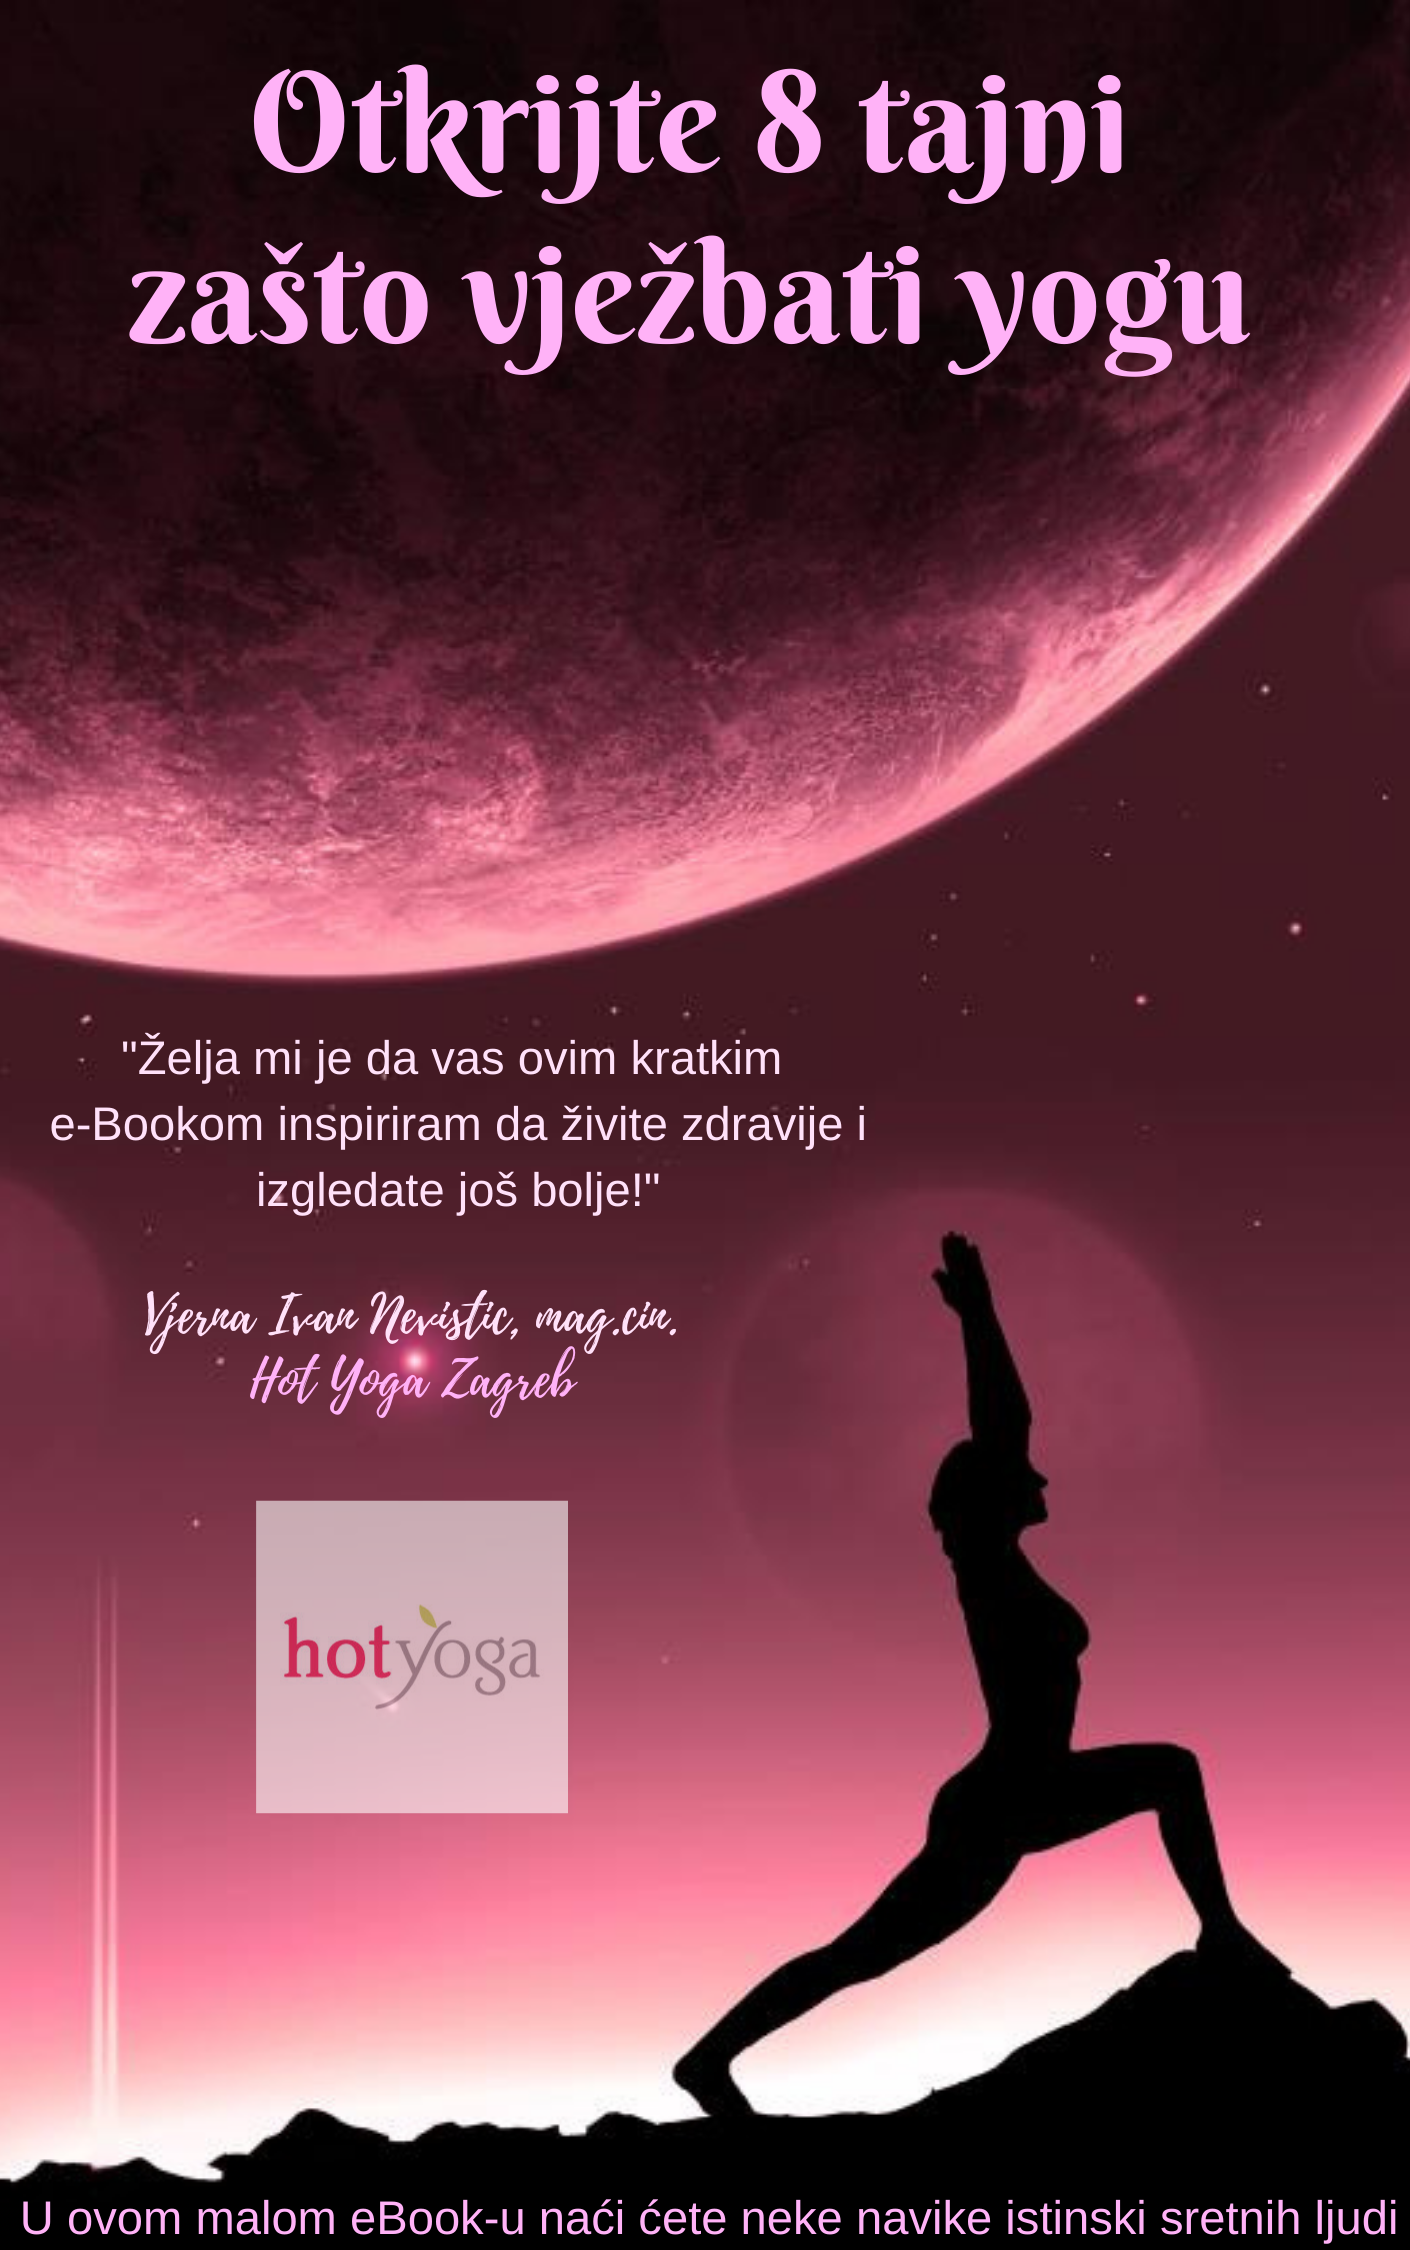 Otkrijte 8 tajni
zašto vježbati yogu
"Želja mi je da vas ovim kratkim
e-Bookom inspiriram da živite zdravije i
izgledate još bolje!"
Vjerna Ivan Nevistic, mag.cin.
Hot Yoga Zagreb
hotyoga
U ovom malom eBook-u naći ćete neke navike istinski sretnih ljudi